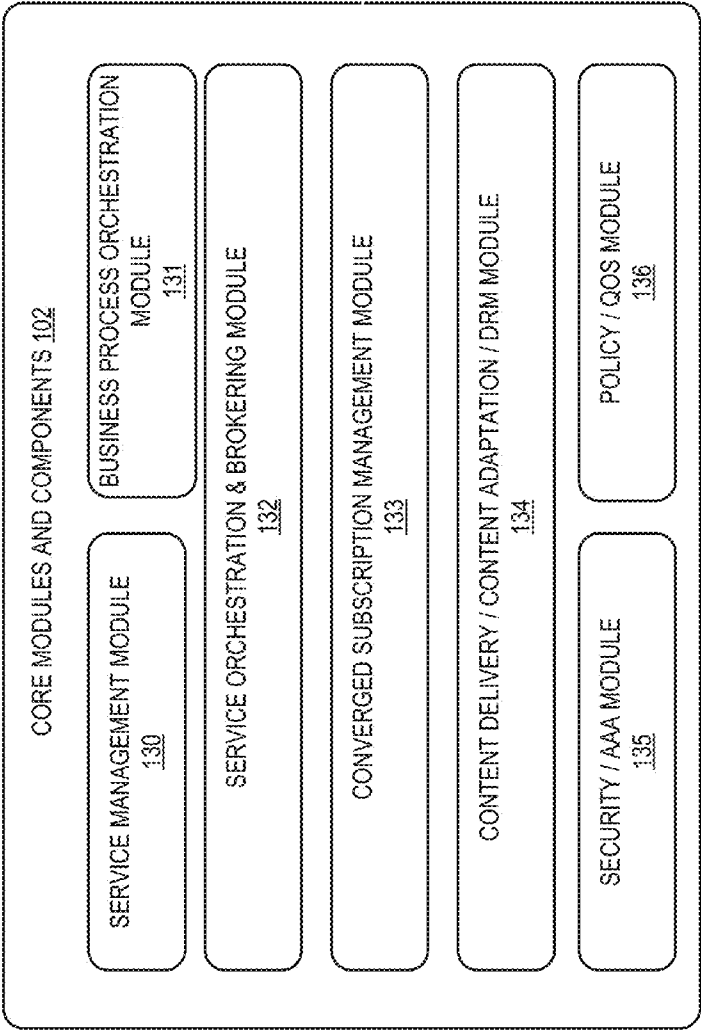 CORE MODULES AND COMPONENTS 102
SERVICE MANAGEMENT MODULE
130
BUSINESS PROCESS ORCHESTRATION
MODULE
131
SERVICE ORCHESTRATION & BROKERING MODULE
132
CONVERGED SUBSCRIPTION MANAGEMENT MODULE
133
CONTENT DELIVERY / CONTENT ADAPTATION / DRM MODULE
134
SECURITY / AAA MODULE
135
POLICY / QOS MODULE
136